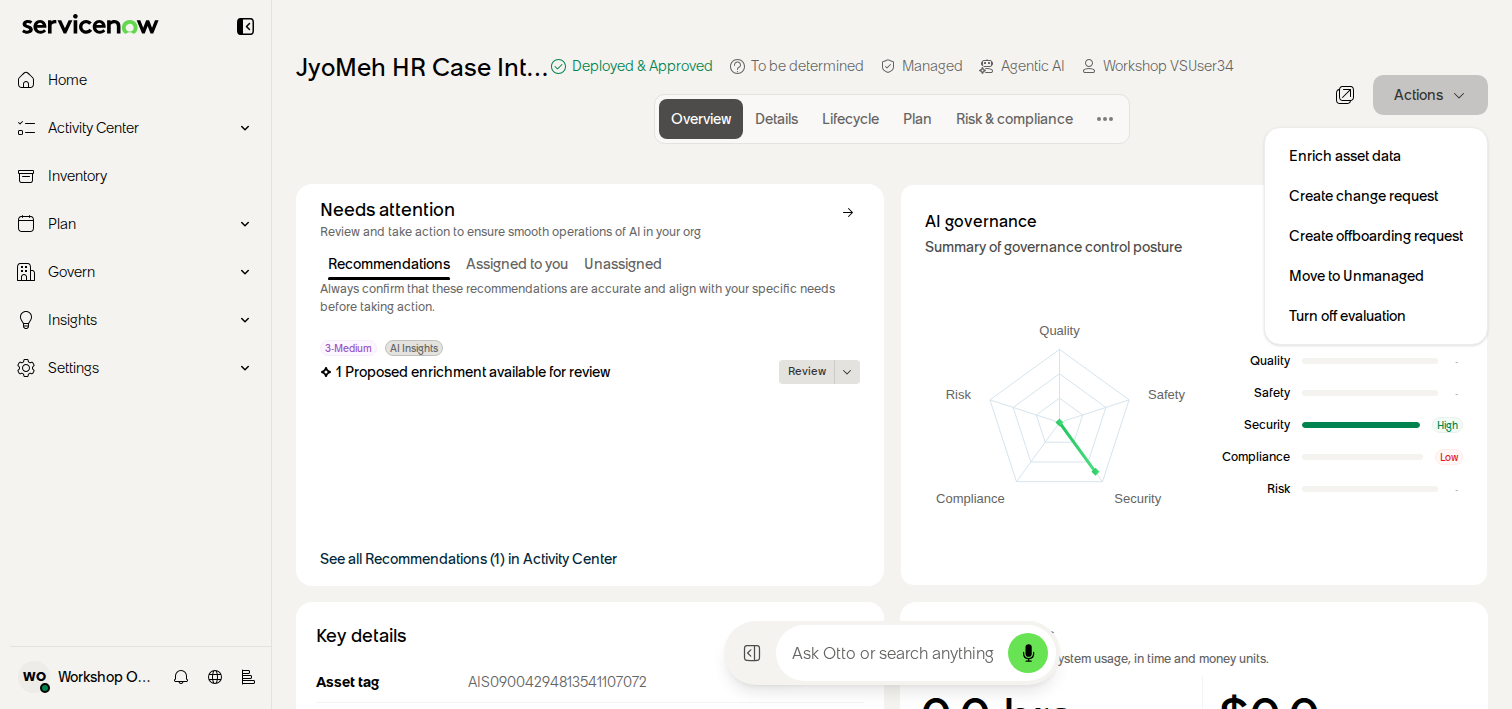 servicenow
Home
Activity Center
Inventory
Plan
Govern
Insights
Settings
WO
Workshop O...
JyoMeh HR Case Int...
Deployed & Approved
To be determined
Managed
Agentic AI
Workshop VSUser34
Actions
Overview
Details
Lifecycle
Plan
Risk & compliance
Enrich asset data
Create change request
Create offboarding request
Move to Unmanaged
Turn off evaluation
Needs attention
Review and take action to ensure smooth operations of AI in your org
Recommendations
Assigned to you
Unassigned
Always confirm that these recommendations are accurate and align with your specific needs
before taking action.
3-Medium
AI Insights
1 Proposed enrichment available for review
Review
See all Recommendations (1) in Activity Center
AI governance
Summary of governance control posture
Quality
Safety
Security
Compliance
Risk
Quality -
Safety -
Security High
Compliance Low
Risk -
Key details
Asset tag AIS09004294813541107072
Ask Otto or search anything
usage, in time and money units.